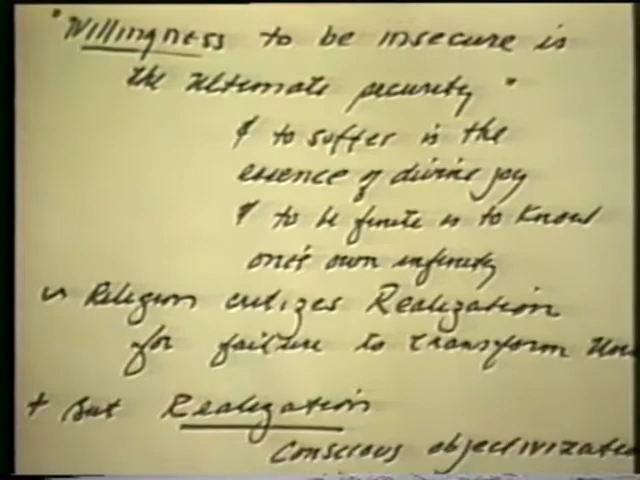 "Willingness to be insecure is
the ultimate security"
& to suffer is the
essence of divine joy
& to be finite is to know
one's own infinity
Religion critizes Realization
for failure to transform
+ But Realization
Conscious